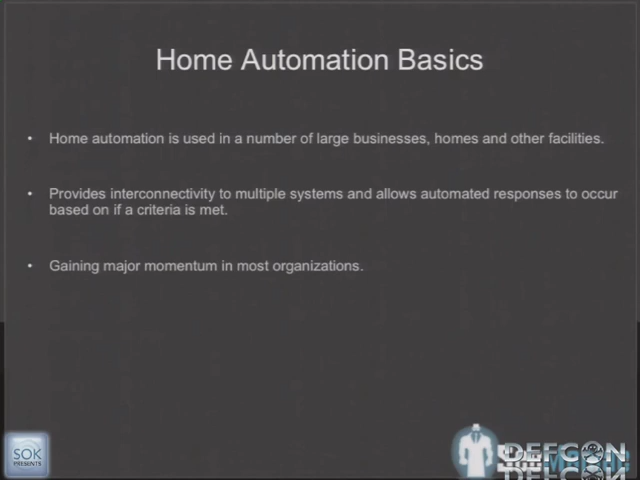 Home Automation Basics
• Home automation is used in a number of large businesses, homes and other facilities.
• Provides interconnectivity to multiple systems and allows automated responses to occur
based on if a criteria is met.
• Gaining major momentum in most organizations.
SOK
PRESENTS
DEFCON
DEFCON